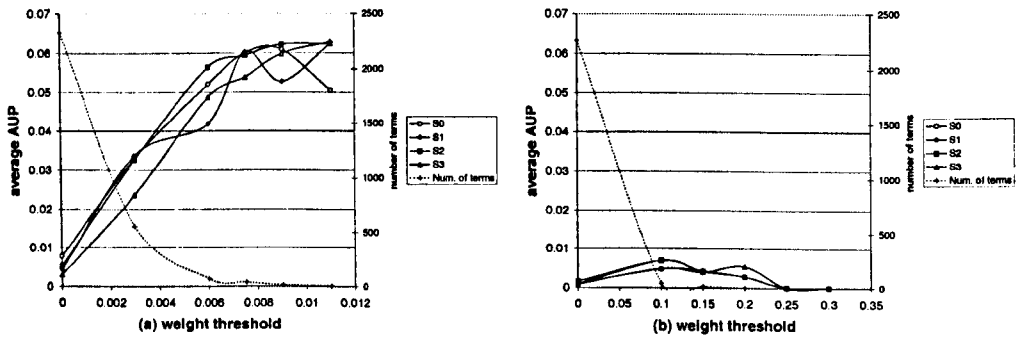 0.07
0.06
0.05
0.04
0.03
0.02
0.01
0
average AUP
0
0.002
0.004
0.006
0.008
0.01
0.012
(a) weight threshold
2500
2000
1500
1000
500
0
number of terms
S0
S1
S2
S3
Num. of terms
0.07
0.06
0.05
0.04
0.03
0.02
0.01
0
average AUP
0
0.05
0.1
0.15
0.2
0.25
0.3
0.35
(b) weight threshold
2500
2000
1500
1000
500
0
number of terms
S0
S1
S2
S3
Num. of terms